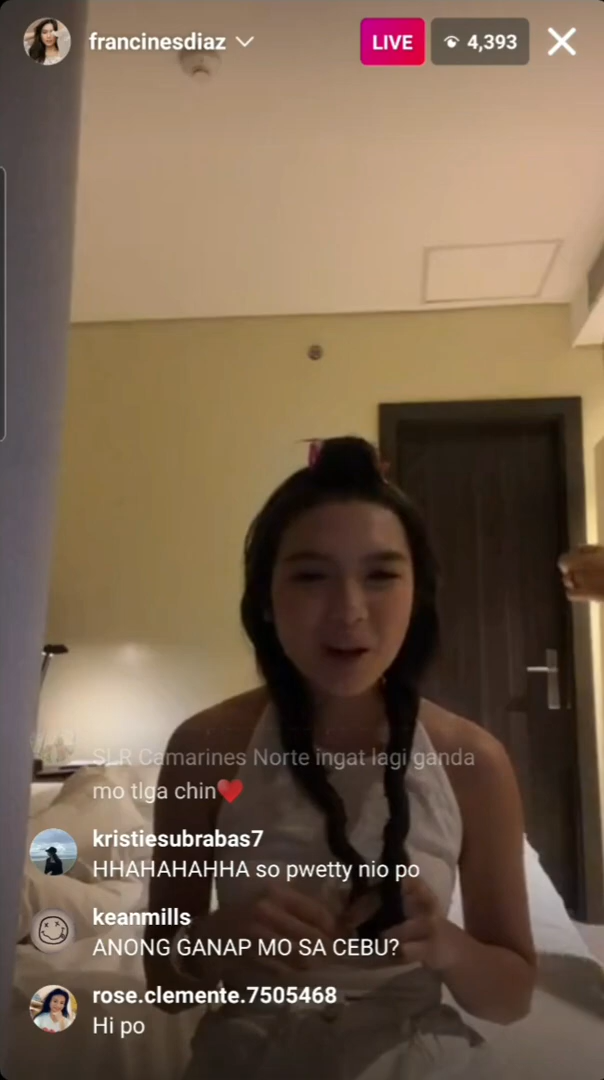 francinesdiaz
LIVE
4,393
SLR Camarines Norte ingat lagi ganda
mo tlga chin❤️
kristiesubrabas7
HHAHAHAHHA so pwetty nio po
keanmills
ANONG GANAP MO SA CEBU?
rose.clemente.7505468
Hi po